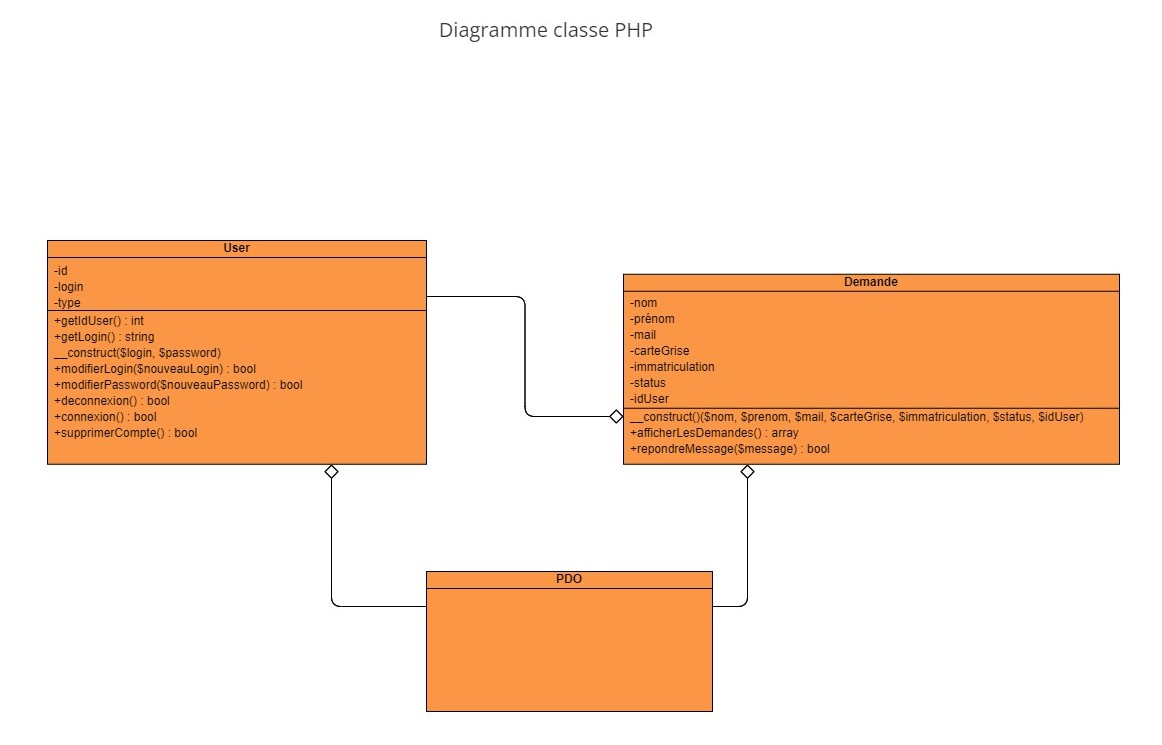 Diagramme classe PHP
User
-id
-login
-type
+getIdUser() : int
+getLogin() : string
__construct($login, $password)
+modifierLogin($nouveauLogin) : bool
+modifierPassword($nouveauPassword) : bool
+deconnexion() : bool
+connexion() : bool
+supprimerCompte() : bool
Demande
-nom
-prénom
-mail
-carteGrise
-immatriculation
-status
-idUser
__construct()($nom, $prenom, $mail, $carteGrise, $immatriculation, $status, $idUser)
+afficherLesDemandes() : array
+repondreMessage($message) : bool
PDO